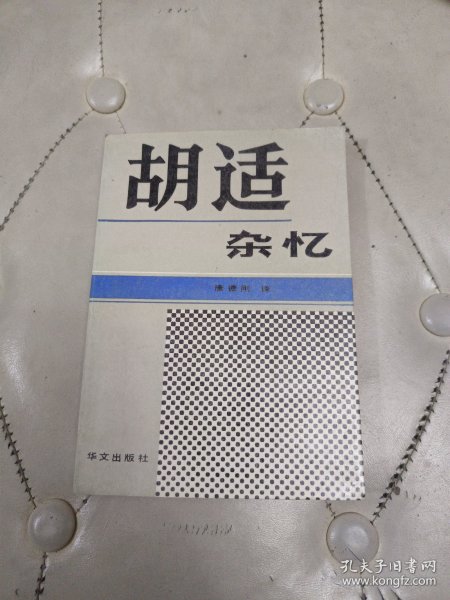 胡适
杂忆
唐德刚 译
华文出版社
孔夫子旧书网
www.kongfz.com